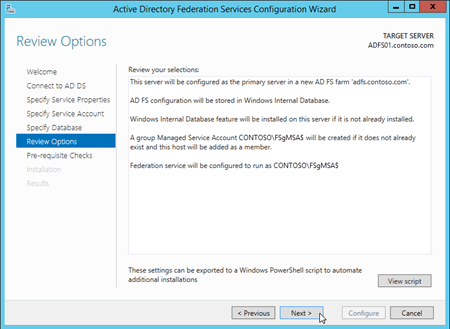 Active Directory Federation Services Configuration Wizard
Review Options
TARGET SERVER
ADFS01.contoso.com
Welcome
Connect to AD DS
Specify Service Properties
Specify Service Account
Specify Database
Review Options
Pre-requisite Checks
Installation
Results
Review your selections:
This server will be configured as the primary server in a new AD FS farm 'adfs.contoso.com'.
AD FS configuration will be stored in Windows Internal Database.
Windows Internal Database feature will be installed on this server if it is not already installed.
A group Managed Service Account CONTOSO\FSgMSA$ will be created if it does not already
exist and this host will be added as a member.
Federation service will be configured to run as CONTOSO\FSgMSA$
These settings can be exported to a Windows PowerShell script to automate
additional installations
View script
< Previous
Next >
Configure
Cancel